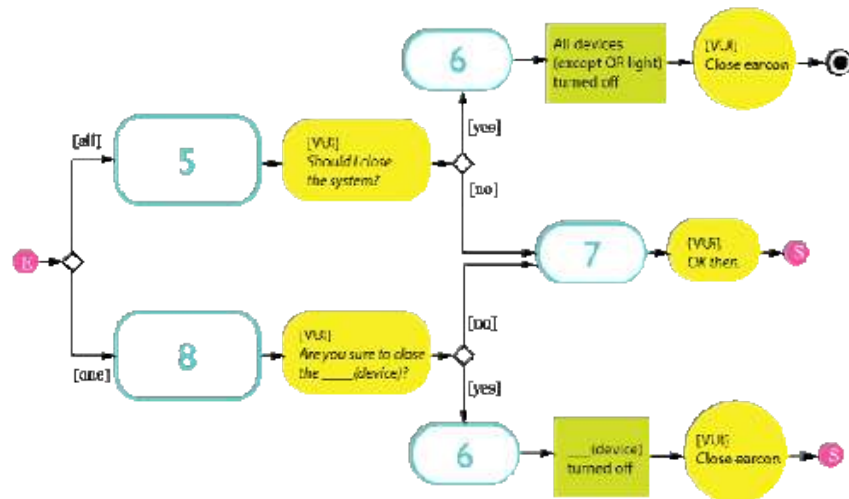 6
All devices
(except OR light)
turned off
[VUI]
Close earcon
[yes]
[all]
5
[VUI]
Should I close
the system?
[no]
E
7
[VUI]
OK then.
S
[no]
8
[VUI]
Are you sure to close
the ____(device)?
[one]
[yes]
6
___(device)
turned off
[VUI]
Close earcon
S